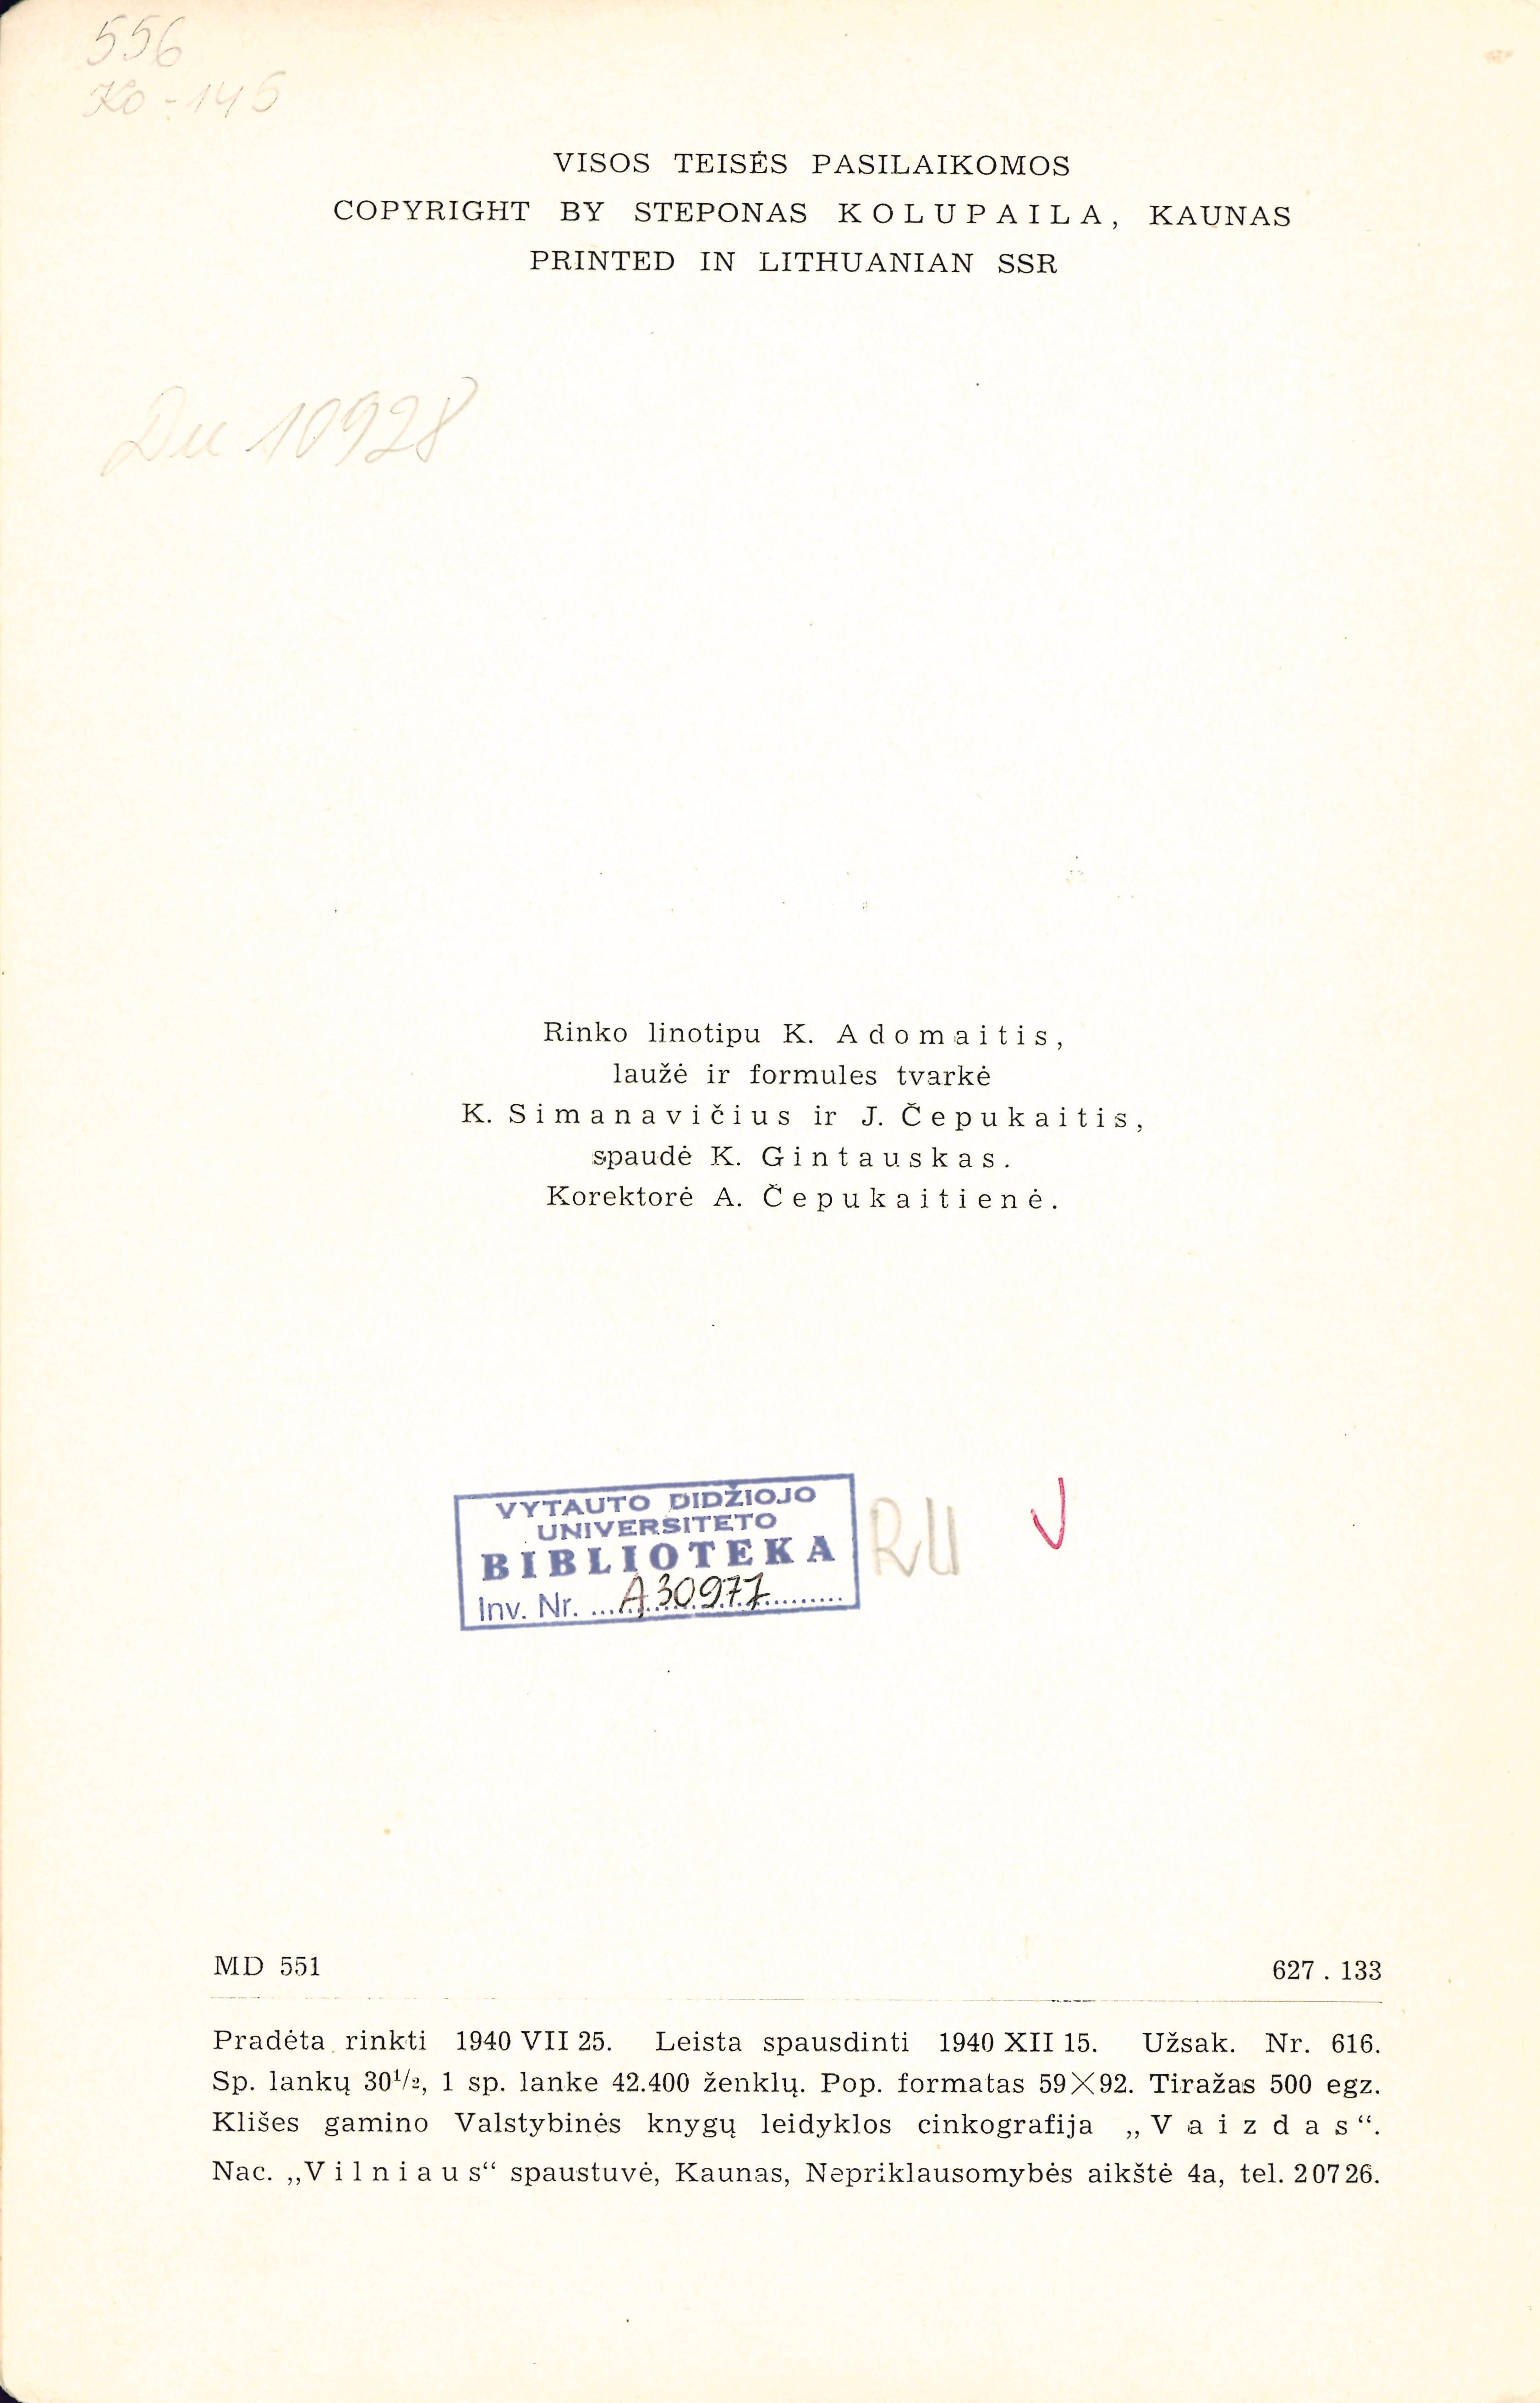 556
Ko-145
VISOS TEISĖS PASILAIKOMOS
COPYRIGHT BY STEPONAS KOLUPAILA, KAUNAS
PRINTED IN LITHUANIAN SSR
Du 10928
Rinko linotipu K. Adomaitis,
laužė ir formules tvarkė
K. Simanavičius ir J. Čepukaitis,
spaudė K. Gintauskas.
Korektorė A. Čepukaitienė.
VYTAUTO DIDŽIOJO
UNIVERSITETO
BIBLIOTEKA
Inv. Nr. ...A30977...
RU
MD 551 627.133
Pradėta rinkti 1940 VII 25. Leista spausdinti 1940 XII 15. Užsak. Nr. 616.
Sp. lankų 30¹/₂, 1 sp. lanke 42.400 ženklų. Pop. formatas 59×92. Tiražas 500 egz.
Klišes gamino Valstybinės knygų leidyklos cinkografija „Vaizdas“.
Nac. „Vilniaus“ spaustuvė, Kaunas, Nepriklausomybės aikštė 4a, tel. 20726.